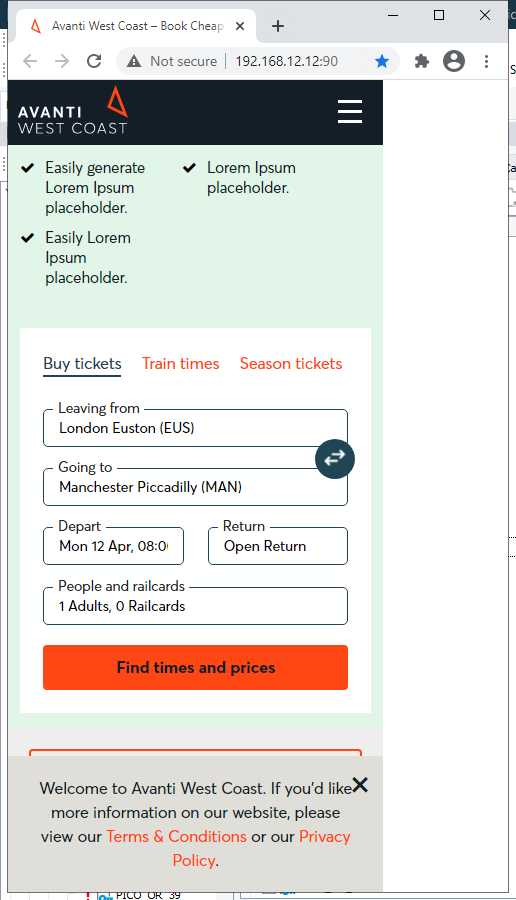 Avanti West Coast – Book Cheap
Not secure | 192.168.12.12:90
AVANTI
WEST COAST
Easily generate
Lorem Ipsum
placeholder.
Lorem Ipsum
placeholder.
Easily Lorem
Ipsum
placeholder.
Buy tickets Train times Season tickets
Leaving from
London Euston (EUS)
Going to
Manchester Piccadilly (MAN)
Depart
Mon 12 Apr, 08:0
Return
Open Return
People and railcards
1 Adults, 0 Railcards
Find times and prices
Welcome to Avanti West Coast. If you'd like
more information on our website, please
view our Terms & Conditions or our Privacy
Policy.
PICO_OR_39